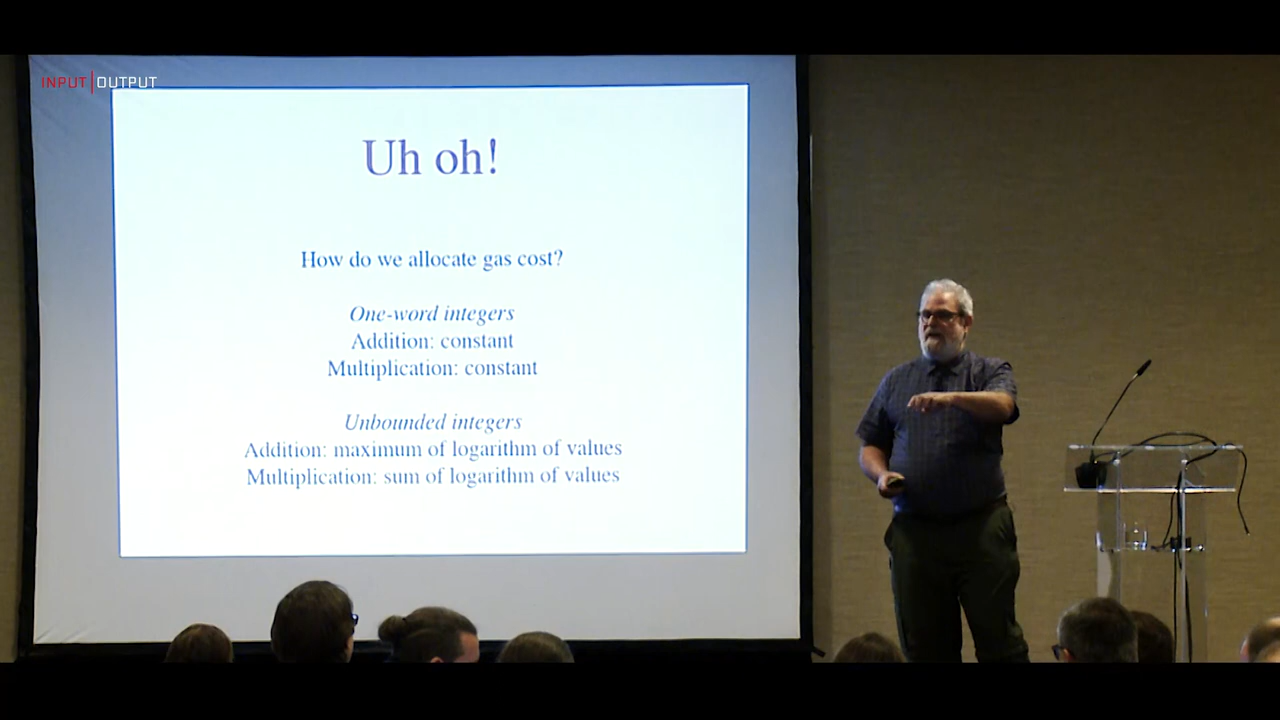 INPUT|OUTPUT
Uh oh!
How do we allocate gas cost?
One-word integers
Addition: constant
Multiplication: constant
Unbounded integers
Addition: maximum of logarithm of values
Multiplication: sum of logarithm of values